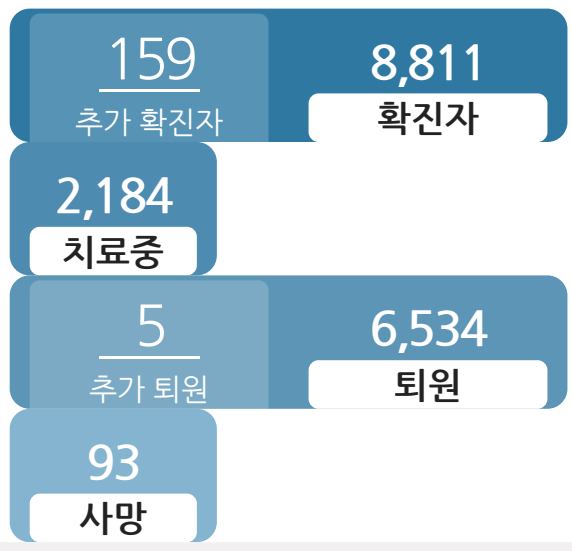 159
추가 확진자
8,811
확진자
2,184
치료중
5
추가 퇴원
6,534
퇴원
93
사망